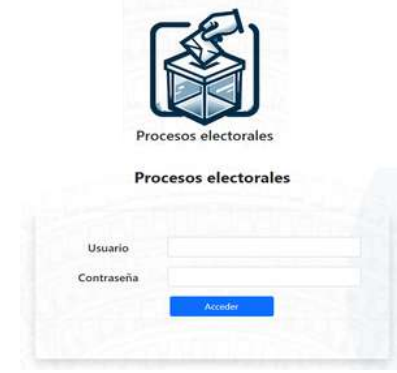 Procesos electorales
Procesos electorales
Usuario
Contraseña
Acceder